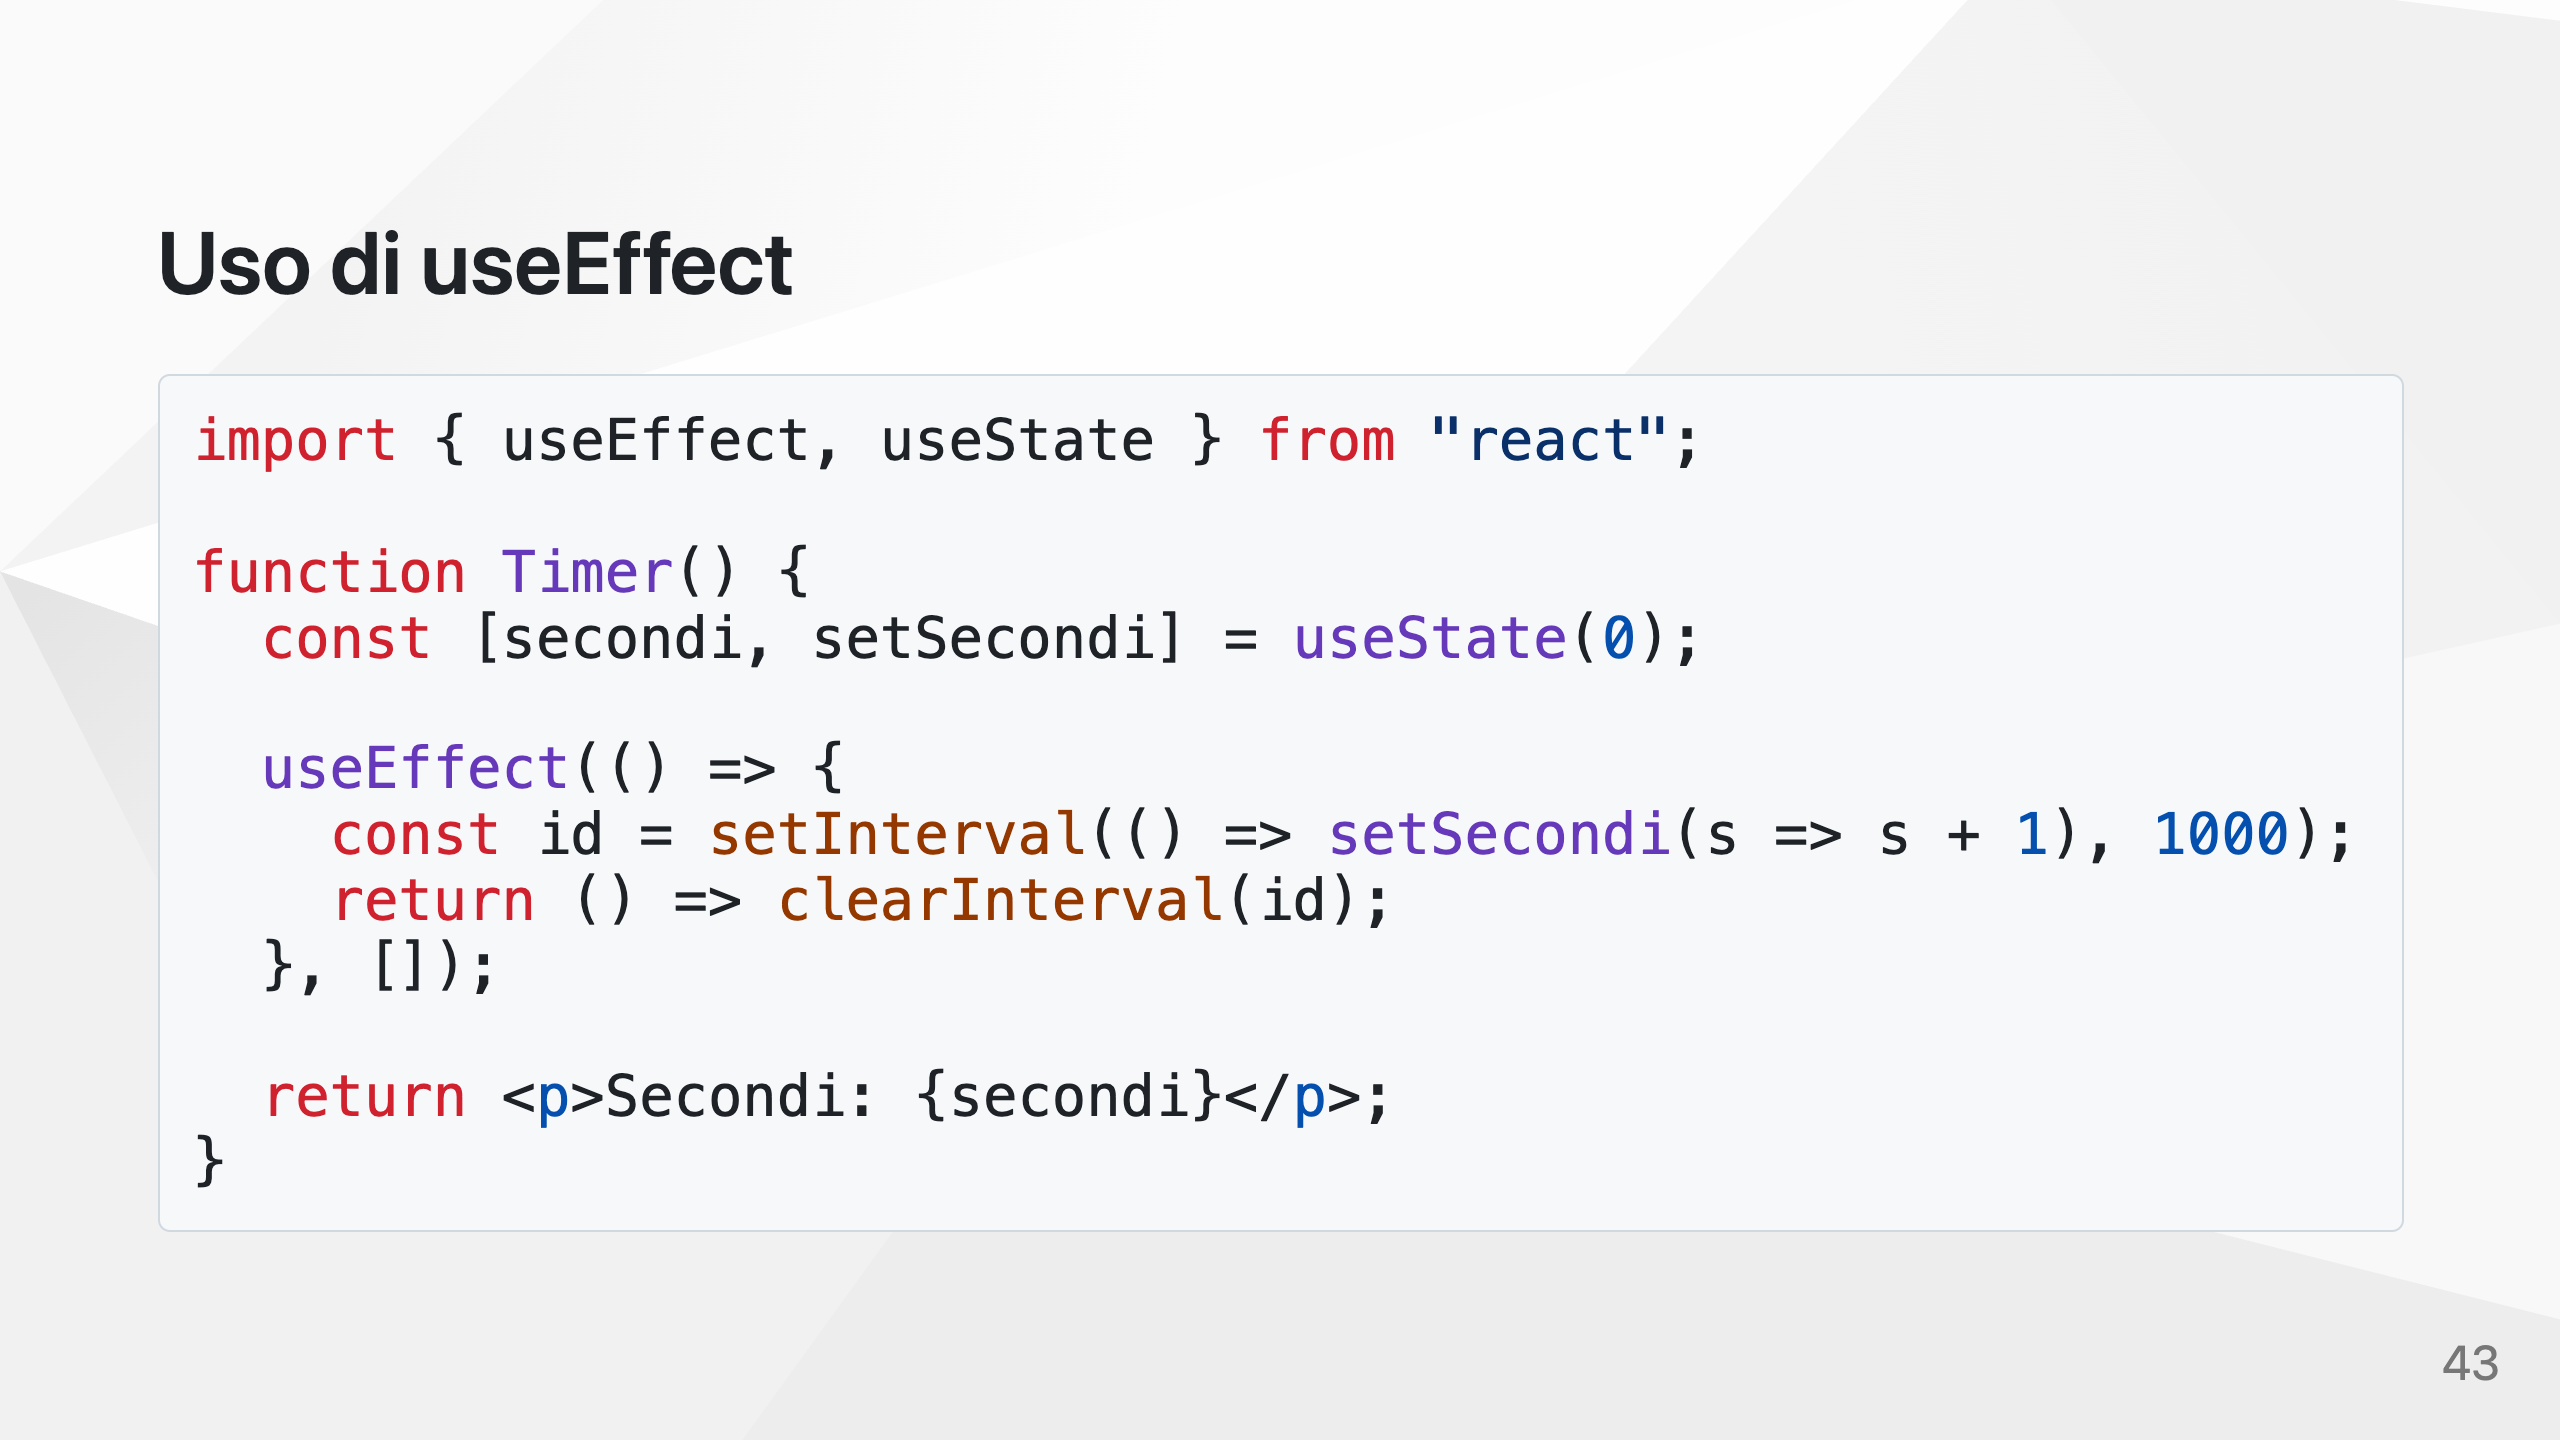 Uso di useEffect
import { useEffect, useState } from "react";
function Timer() {
  const [secondi, setSecondi] = useState(0);
  useEffect(() => {
    const id = setInterval(() => setSecondi(s => s + 1), 1000);
    return () => clearInterval(id);
  }, []);
  return <p>Secondi: {secondi}</p>;
}
43